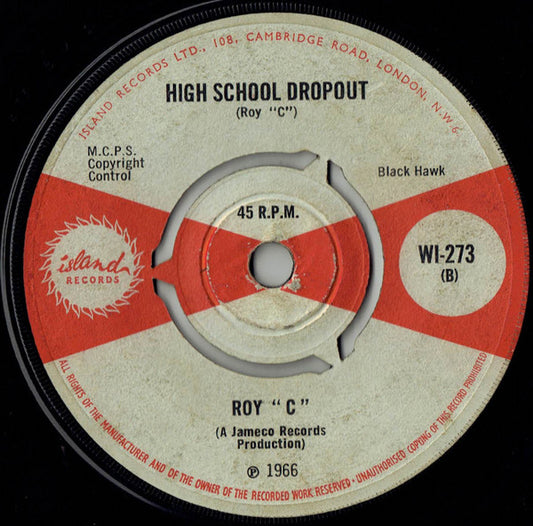 ISLAND RECORDS LTD., 108, CAMBRIDGE ROAD, LONDON, N.W.6
HIGH SCHOOL DROPOUT
(Roy "C")
M.C.P.S.
Copyright
Control
Black Hawk
45 R.P.M.
island
RECORDS
WI-273
(B)
ROY " C "
(A Jameco Records
Production)
℗ 1966
ALL RIGHTS OF THE MANUFACTURER AND OF THE OWNER OF THE RECORDED WORK RESERVED • UNAUTHORISED COPYING OF THIS RECORD PROHIBITED